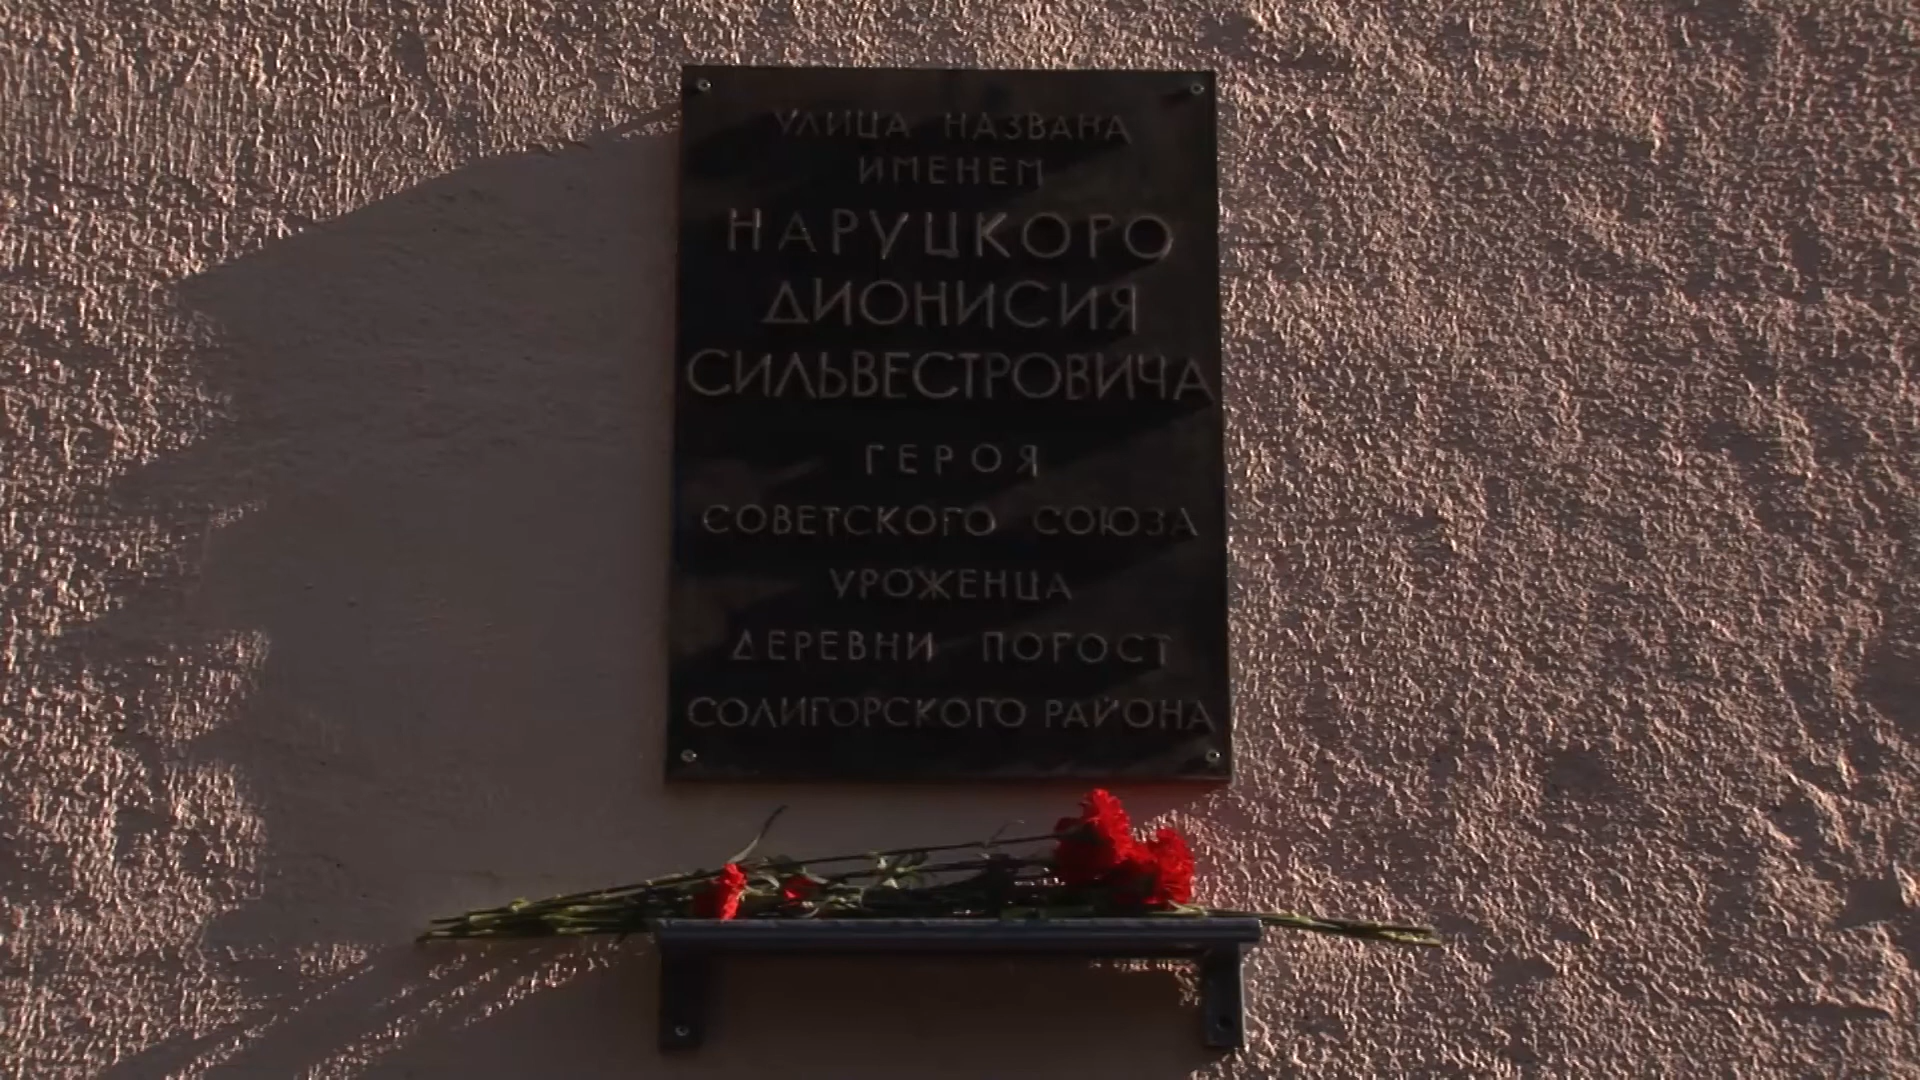 УЛИЦА НАЗВАНА
ИМЕНЕМ
НАРУЦКОГО
ДИОНИСИЯ
СИЛЬВЕСТРОВИЧА
ГЕРОЯ
СОВЕТСКОГО СОЮЗА
УРОЖЕНЦА
ДЕРЕВНИ ПОГОСТ
СОЛИГОРСКОГО РАЙОНА